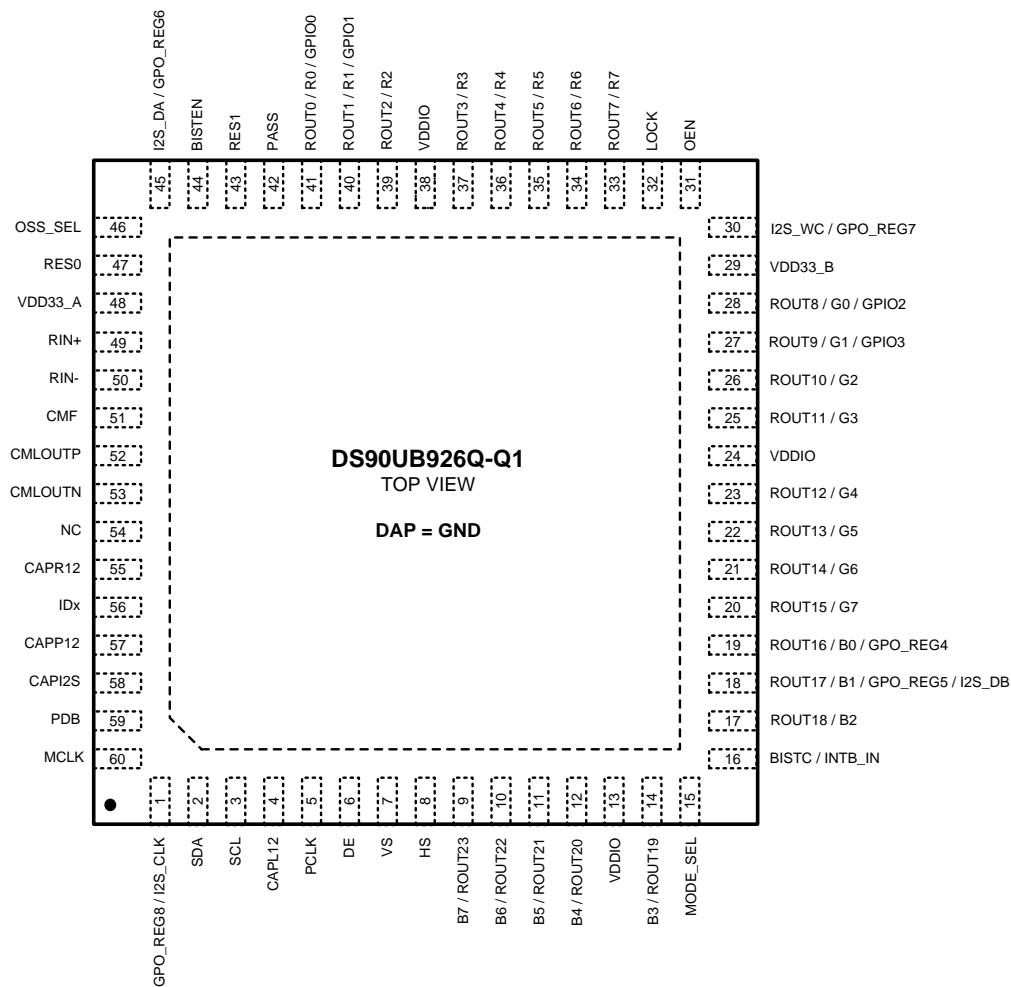 I2S_DA / GPO_REG6
BISTEN
RES1
PASS
ROUT0 / R0 / GPIO0
ROUT1 / R1 / GPIO1
ROUT2 / R2
VDDIO
ROUT3 / R3
ROUT4 / R4
ROUT5 / R5
ROUT6 / R6
ROUT7 / R7
LOCK
OEN
45
44
43
42
41
40
39
38
37
36
35
34
33
32
31
OSS_SEL 46
RES0 47
VDD33_A 48
RIN+ 49
RIN- 50
CMF 51
CMLOUTP 52
CMLOUTN 53
NC 54
CAPR12 55
IDx 56
CAPP12 57
CAPI2S 58
PDB 59
MCLK 60
DS90UB926Q-Q1
TOP VIEW
DAP = GND
30 I2S_WC / GPO_REG7
29 VDD33_B
28 ROUT8 / G0 / GPIO2
27 ROUT9 / G1 / GPIO3
26 ROUT10 / G2
25 ROUT11 / G3
24 VDDIO
23 ROUT12 / G4
22 ROUT13 / G5
21 ROUT14 / G6
20 ROUT15 / G7
19 ROUT16 / B0 / GPO_REG4
18 ROUT17 / B1 / GPO_REG5 / I2S_DB
17 ROUT18 / B2
16 BISTC / INTB_IN
1
2
3
4
5
6
7
8
9
10
11
12
13
14
15
GPO_REG8 / I2S_CLK
SDA
SCL
CAPL12
PCLK
DE
VS
HS
B7 / ROUT23
B6 / ROUT22
B5 / ROUT21
B4 / ROUT20
VDDIO
B3 / ROUT19
MODE_SEL